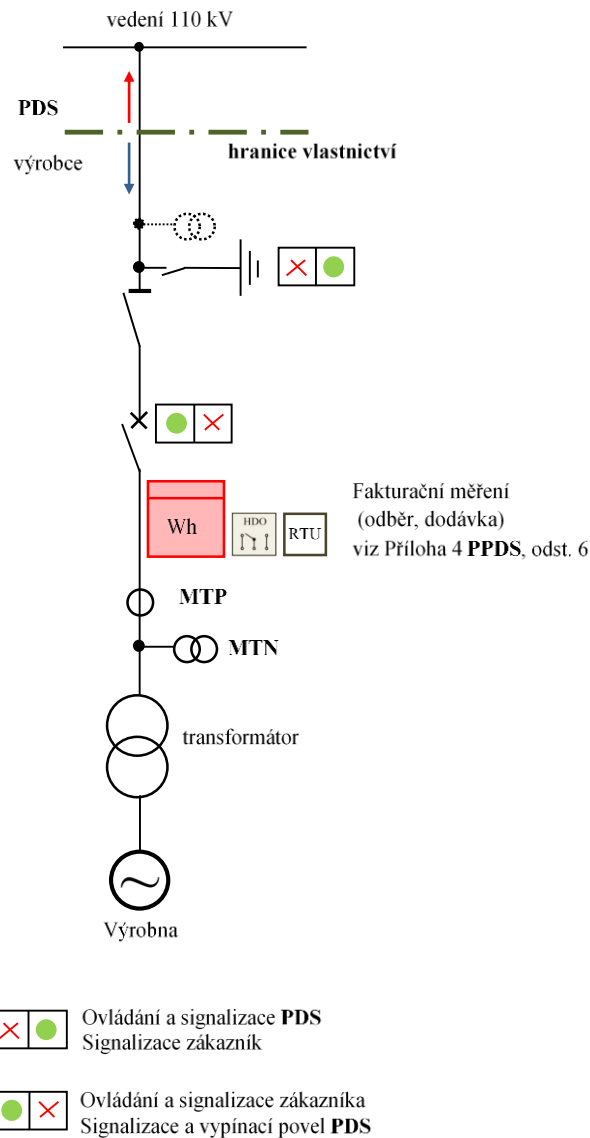 vedení 110 kV
PDS
hranice vlastnictví
výrobce
Fakturační měření
(odběr, dodávka)
viz Příloha 4 PPDS, odst. 6
Wh
HDO
RTU
MTP
MTN
transformátor
Výrobna
Ovládání a signalizace PDS
Signalizace zákazník
Ovládání a signalizace zákazníka
Signalizace a vypínací povel PDS